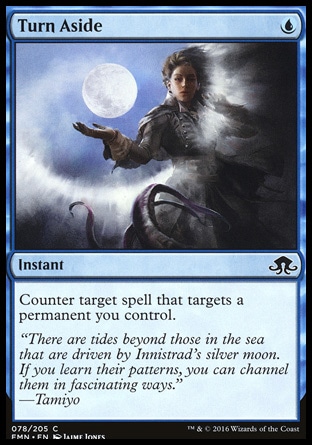 Turn Aside
Instant
Counter target spell that targets a
permanent you control.
"There are tides beyond those in the sea
that are driven by Innistrad's silver moon.
If you learn their patterns, you can channel
them in fascinating ways."
—Tamiyo
078/205 C
EMN • EN JAIME JONES
™ & © 2016 Wizards of the Coast